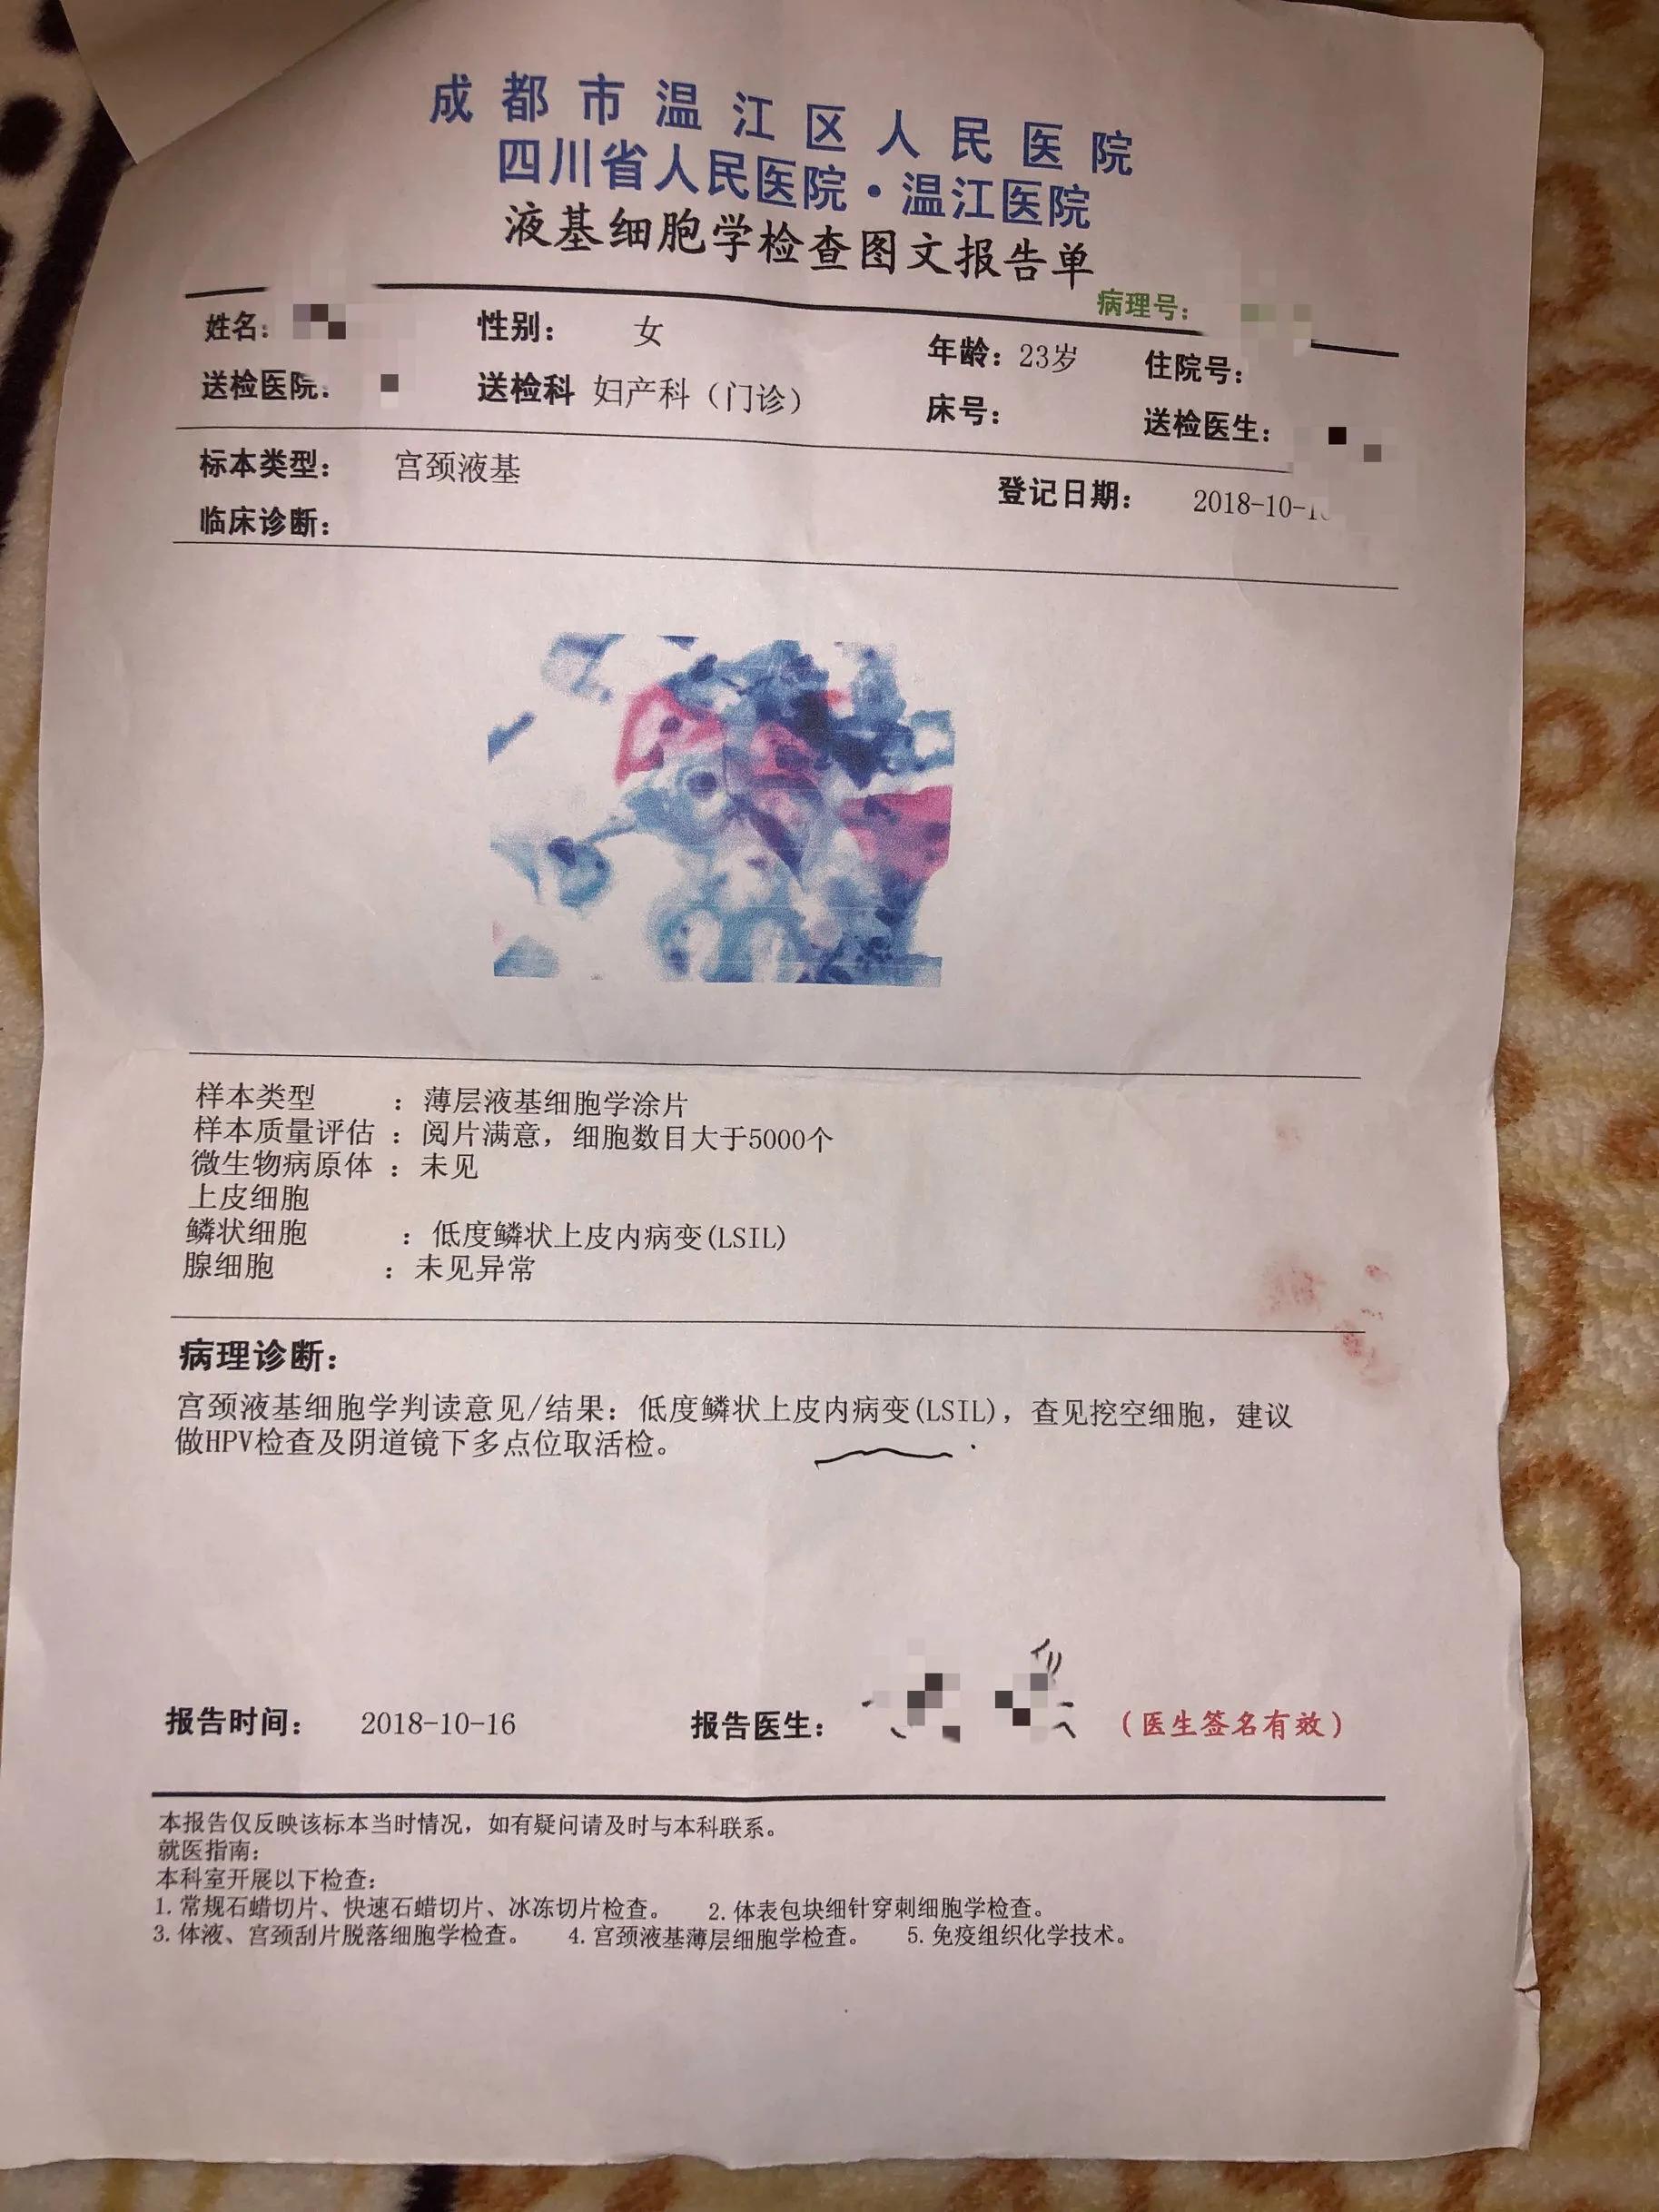 成都市温江区人民医院
四川省人民医院·温江医院
液基细胞学检查图文报告单
病理号:
姓名: 性别: 女 年龄: 23岁 住院号:
送检医院: 送检科 妇产科(门诊) 床号: 送检医生:
标本类型: 宫颈液基 登记日期: 2018-10-
临床诊断:
样本类型 : 薄层液基细胞学涂片
样本质量评估 : 阅片满意，细胞数目大于5000个
微生物病原体 : 未见
上皮细胞
鳞状细胞 : 低度鳞状上皮内病变(LSIL)
腺细胞 : 未见异常
病理诊断:
宫颈液基细胞学判读意见/结果: 低度鳞状上皮内病变(LSIL)，查见挖空细胞，建议
做HPV检查及阴道镜下多点位取活检。
报告时间: 2018-10-16 报告医生: (医生签名有效)
本报告仅反映该标本当时情况，如有疑问请及时与本科联系。
就医指南:
本科室开展以下检查:
1.常规石蜡切片、快速石蜡切片、冰冻切片检查。 2.体表包块细针穿刺细胞学检查。
3.体液、宫颈刮片脱落细胞学检查。 4.宫颈液基薄层细胞学检查。 5.免疫组织化学技术。